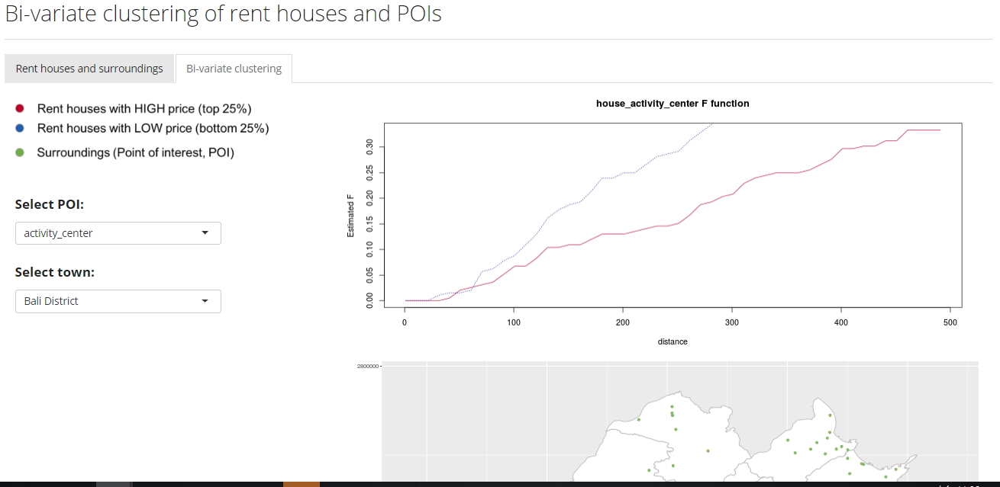 Bi-variate clustering of rent houses and POIs
Rent houses and surroundings
Bi-variate clustering
Rent houses with HIGH price (top 25%)
Rent houses with LOW price (bottom 25%)
Surroundings (Point of interest, POI)
Select POI:
activity_center
Select town:
Bali District
house_activity_center F function
Estimated F
0.30
0.25
0.20
0.15
0.10
0.05
0.00
0 100 200 300 400 500
distance
2800000